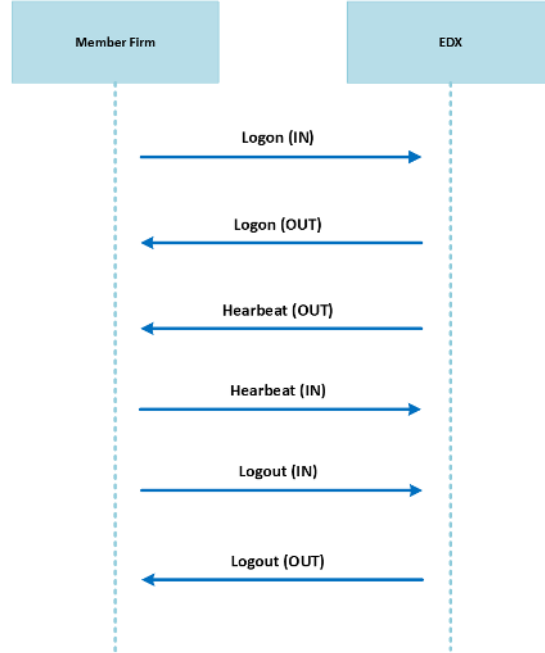 Member Firm
EDX
Logon (IN)
Logon (OUT)
Hearbeat (OUT)
Hearbeat (IN)
Logout (IN)
Logout (OUT)